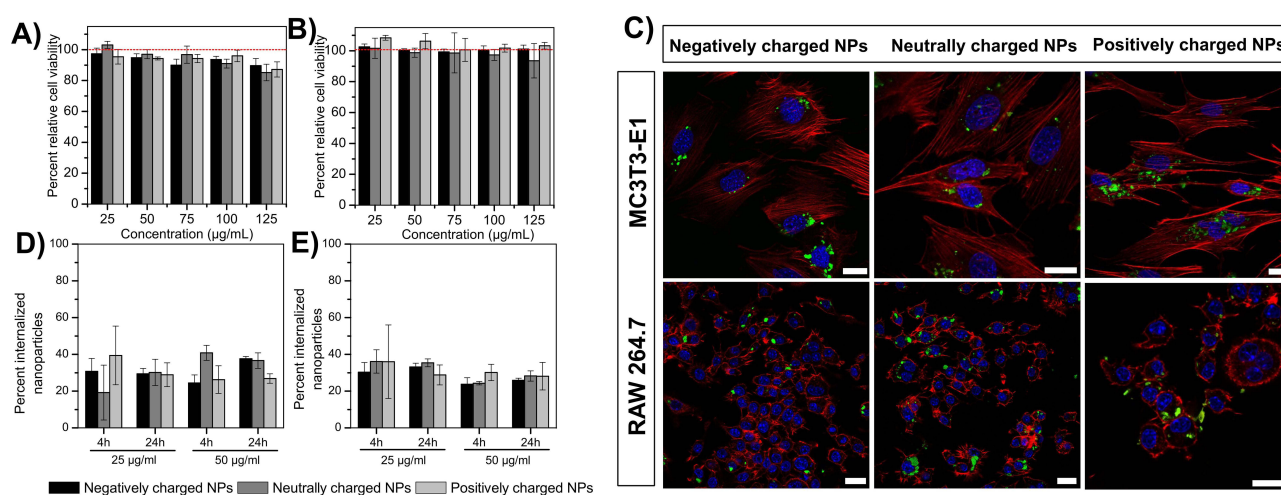 A)
Percent relative cell viability
100
80
60
40
20
0
25 50 75 100 125
Concentration (µg/mL)
B)
Percent relative cell viability
100
80
60
40
20
0
25 50 75 100 125
Concentration (µg/mL)
C)
Negatively charged NPs
Neutrally charged NPs
Positively charged NPs
MC3T3-E1
RAW 264.7
D)
Percent internalized
nanoparticles
100
80
60
40
20
0
4h 24h 4h 24h
25 µg/ml 50 µg/ml
E)
Percent internalized
nanoparticles
100
80
60
40
20
0
4h 24h 4h 24h
25 µg/ml 50 µg/ml
Negatively charged NPs Neutrally charged NPs Positively charged NPs